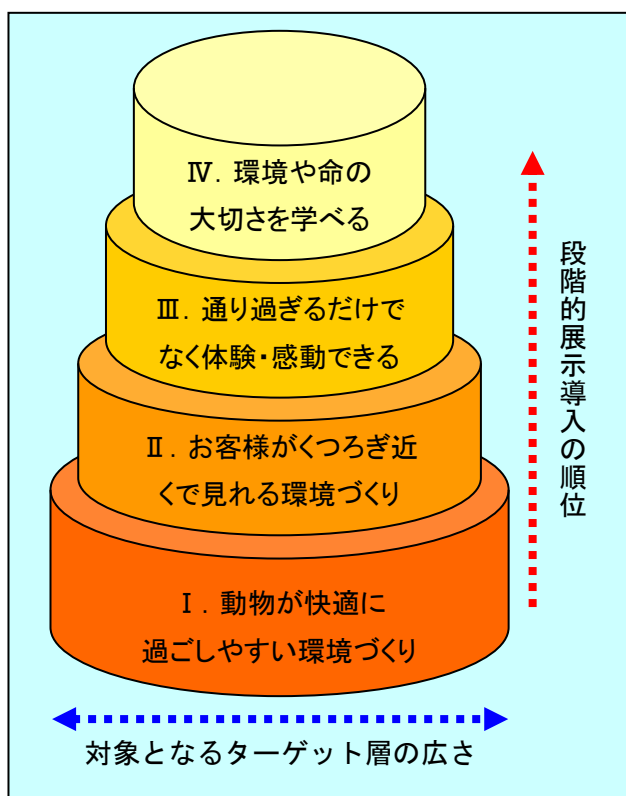 Ⅳ．環境や命の
大切さを学べる
Ⅲ．通り過ぎるだけで
なく体験・感動できる
Ⅱ．お客様がくつろぎ近
くで見れる環境づくり
Ⅰ．動物が快適に
過ごしやすい環境づくり
段階的展示導入の順位
対象となるターゲット層の広さ